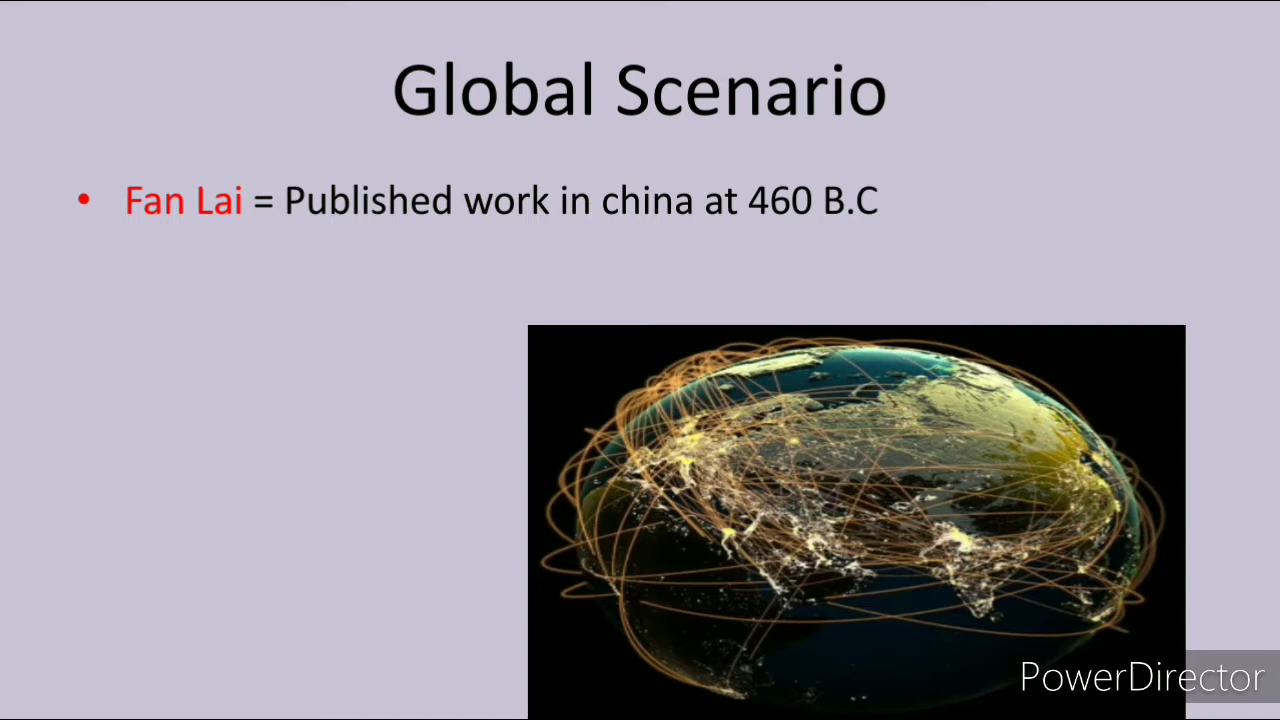 Global Scenario
• Fan Lai = Published work in china at 460 B.C
PowerDirector